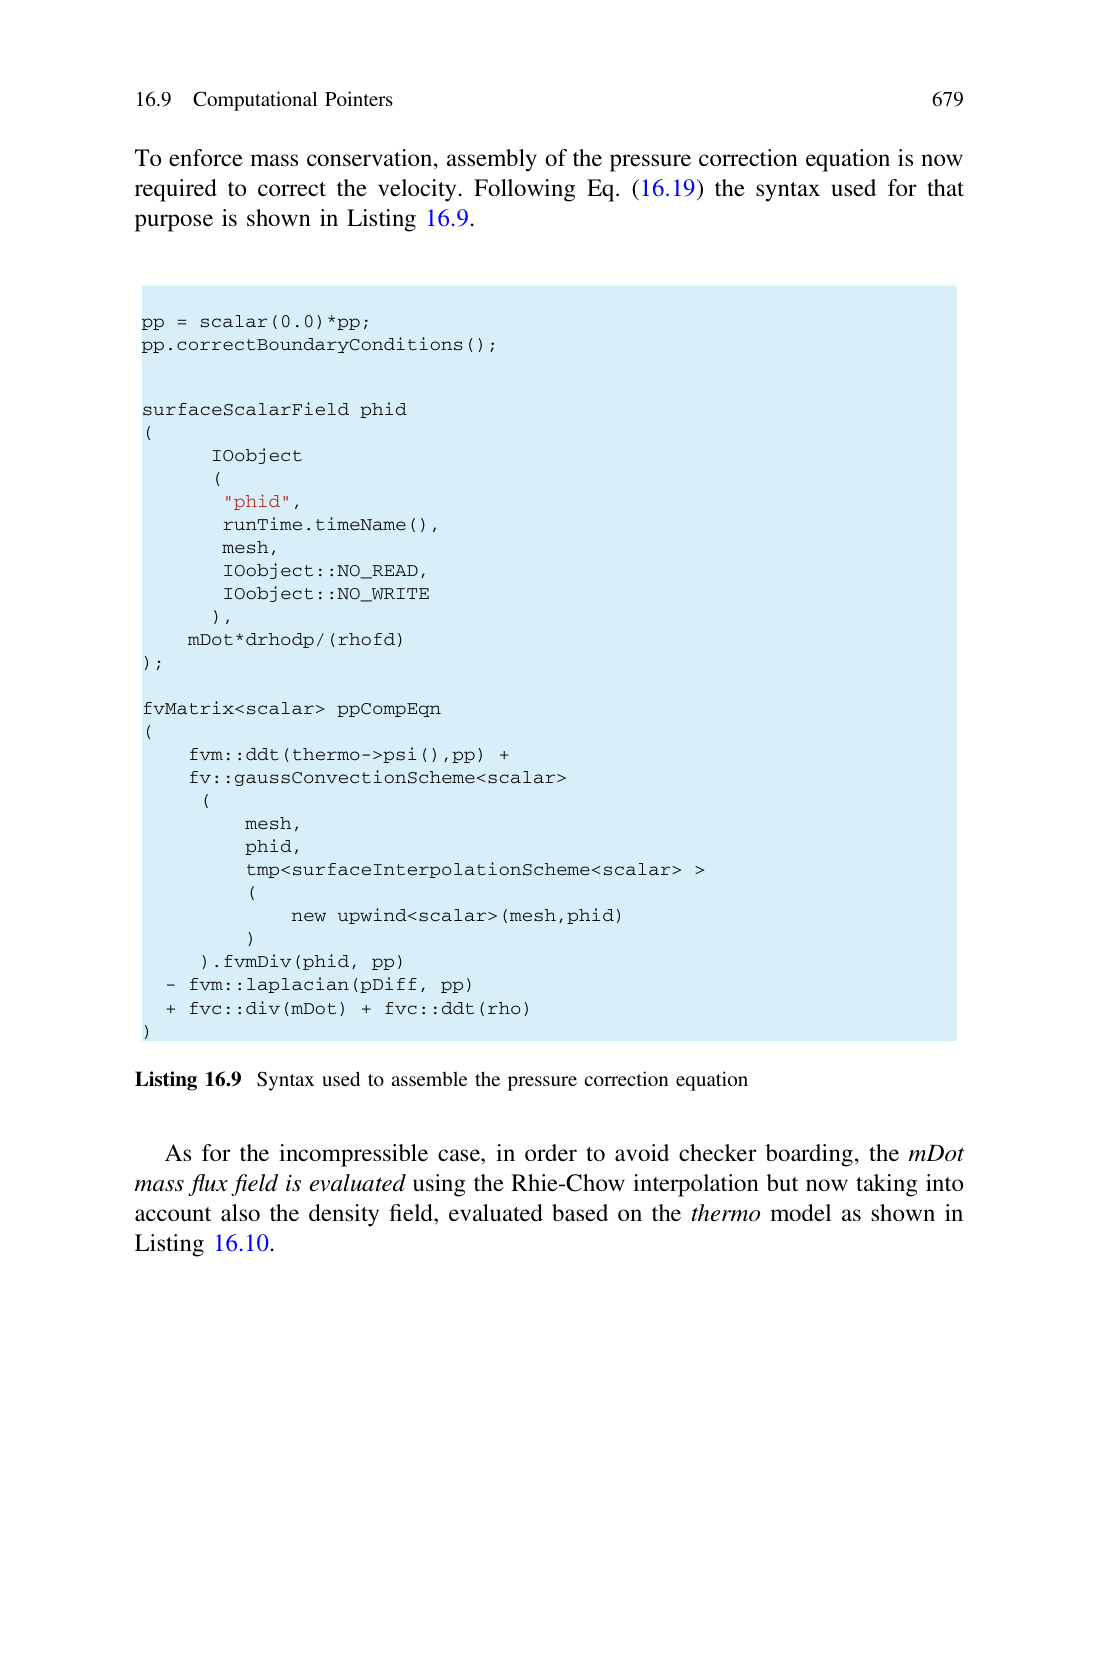 16.9 Computational Pointers 679
To enforce mass conservation, assembly of the pressure correction equation is now
required to correct the velocity. Following Eq. (16.19) the syntax used for that
purpose is shown in Listing 16.9.
pp = scalar(0.0)*pp;
pp.correctBoundaryConditions();
surfaceScalarField phid
(
IOobject
(
"phid",
runTime.timeName(),
mesh,
IOobject::NO_READ,
IOobject::NO_WRITE
),
mDot*drhodp/(rhofd)
);
fvMatrix<scalar> ppCompEqn
(
fvm::ddt(thermo->psi(),pp) +
fv::gaussConvectionScheme<scalar>
(
mesh,
phid,
tmp<surfaceInterpolationScheme<scalar> >
(
new upwind<scalar>(mesh,phid)
)
).fvmDiv(phid, pp)
- fvm::laplacian(pDiff, pp)
+ fvc::div(mDot) + fvc::ddt(rho)
)
Listing 16.9 Syntax used to assemble the pressure correction equation
As for the incompressible case, in order to avoid checker boarding, the mDot
mass flux field is evaluated using the Rhie-Chow interpolation but now taking into
account also the density field, evaluated based on the thermo model as shown in
Listing 16.10.